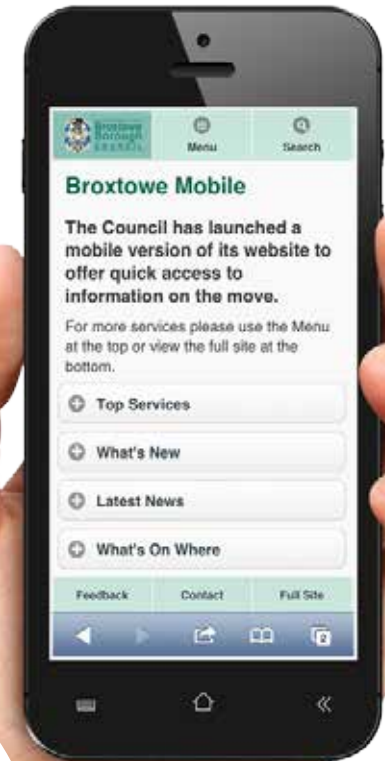 Broxtowe
Borough
COUNCIL
Menu
Search
Broxtowe Mobile
The Council has launched a
mobile version of its website to
offer quick access to
information on the move.
For more services please use the Menu
at the top or view the full site at the
bottom.
Top Services
What's New
Latest News
What's On Where
Feedback
Contact
Full Site
2